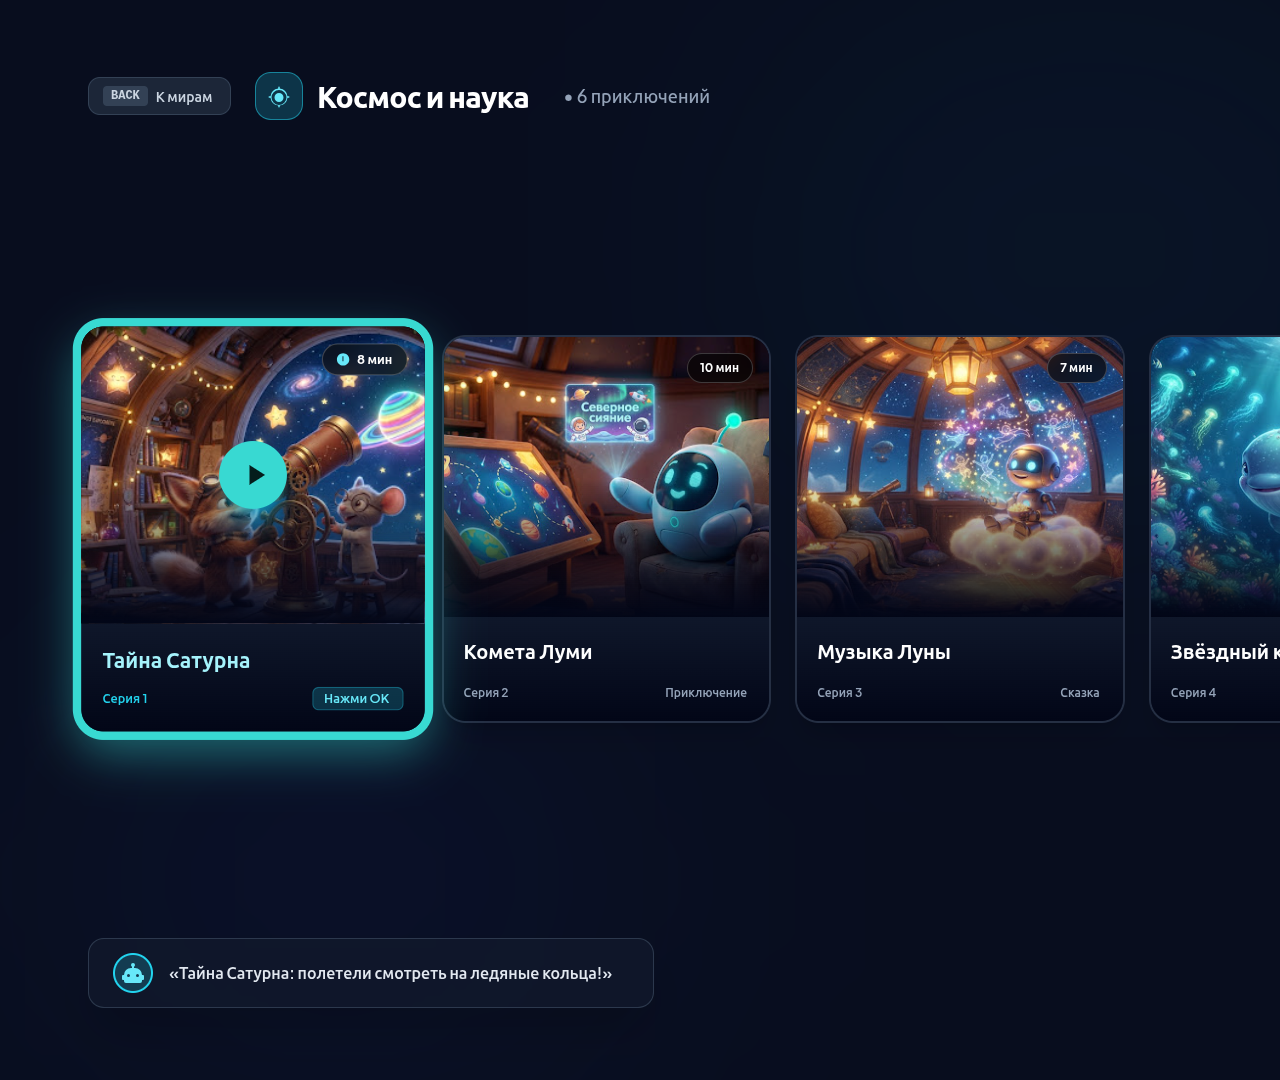 BACK К мирам
Космос и наука
• 6 приключений
8 мин
Тайна Сатурна
Серия 1
Нажми OK
10 мин
Северное
сияние
Комета Луми
Серия 2
Приключение
7 мин
Музыка Луны
Серия 3
Сказка
Звёздный
Серия 4
«Тайна Сатурна: полетели смотреть на ледяные кольца!»